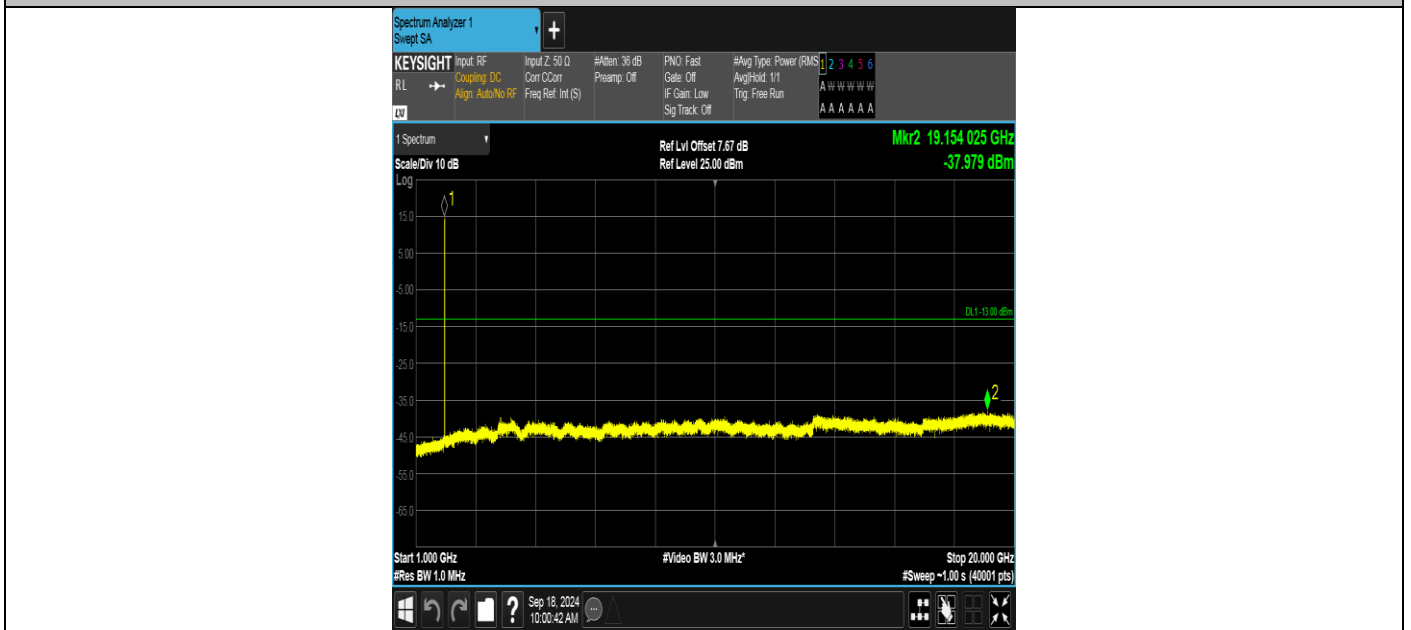 Spectrum Analyzer 1
Swept SA
+
KEYSIGHT
RL
LXI
Input: RF
Coupling: DC
Align: Auto/No RF
Input Z: 50 Ω
Corr CCorr
Freq Ref: Int (S)
#Atten: 36 dB
Preamp: Off
PNO: Fast
Gate: Off
IF Gain: Low
Sig Track: Off
#Avg Type: Power (RMS
Avg|Hold: 1/1
Trig: Free Run
1 2 3 4 5 6
A W W W W W
A A A A A A
1 Spectrum
Scale/Div 10 dB
Ref Lvl Offset 7.67 dB
Ref Level 25.00 dBm
Mkr2 19.154 025 GHz
-37.979 dBm
Log
1
15.0
5.00
-5.00
DL1 -13.00 dBm
-15.0
-25.0
2
-35.0
-45.0
-55.0
-65.0
Start 1.000 GHz
#Video BW 3.0 MHz*
Stop 20.000 GHz
#Res BW 1.0 MHz
#Sweep ~1.00 s (40001 pts)
?
Sep 18, 2024
10:00:42 AM